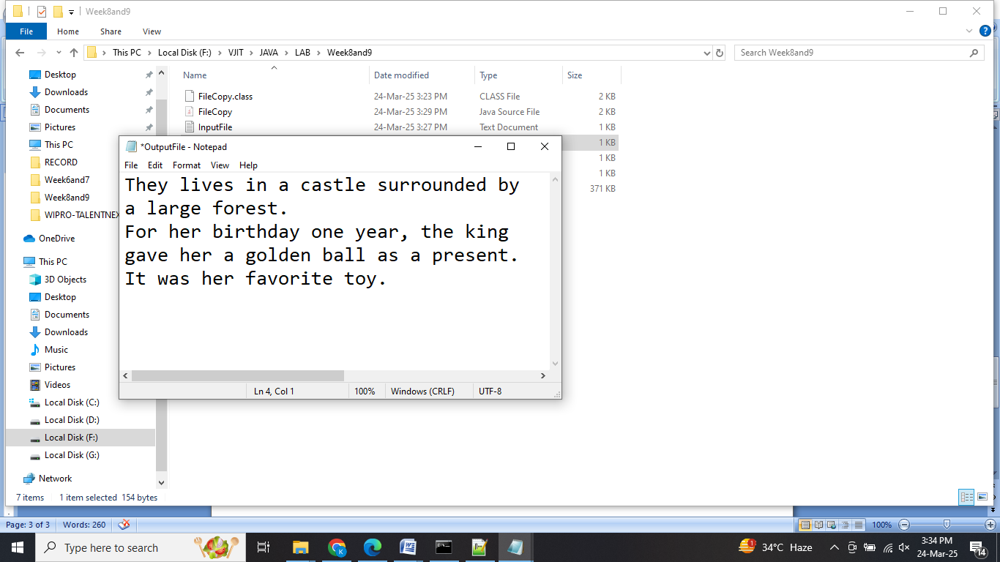 Week8and9
File Home Share View
This PC Local Disk (F:) VJIT JAVA LAB Week8and9
Search Week8and9
Name Date modified Type Size
Desktop
Downloads
Documents
Pictures
This PC
RECORD
Week6and7
Week8and9
WIPRO-TALENTNEX
OneDrive
This PC
3D Objects
Desktop
Documents
Downloads
Music
Pictures
Videos
Local Disk (C:)
Local Disk (D:)
Local Disk (F:)
Local Disk (G:)
Network
FileCopy.class 24-Mar-25 3:23 PM CLASS File 2 KB
FileCopy 24-Mar-25 3:29 PM Java Source File 2 KB
InputFile 24-Mar-25 3:27 PM Text Document 1 KB
1 KB
1 KB
1 KB
371 KB
*OutputFile - Notepad
File Edit Format View Help
They lives in a castle surrounded by
a large forest.
For her birthday one year, the king
gave her a golden ball as a present.
It was her favorite toy.
Ln 4, Col 1 100% Windows (CRLF) UTF-8
7 items 1 item selected 154 bytes
Page: 3 of 3 Words: 260 100%
Type here to search
K
1
34°C Haze
3:34 PM
24-Mar-25
14